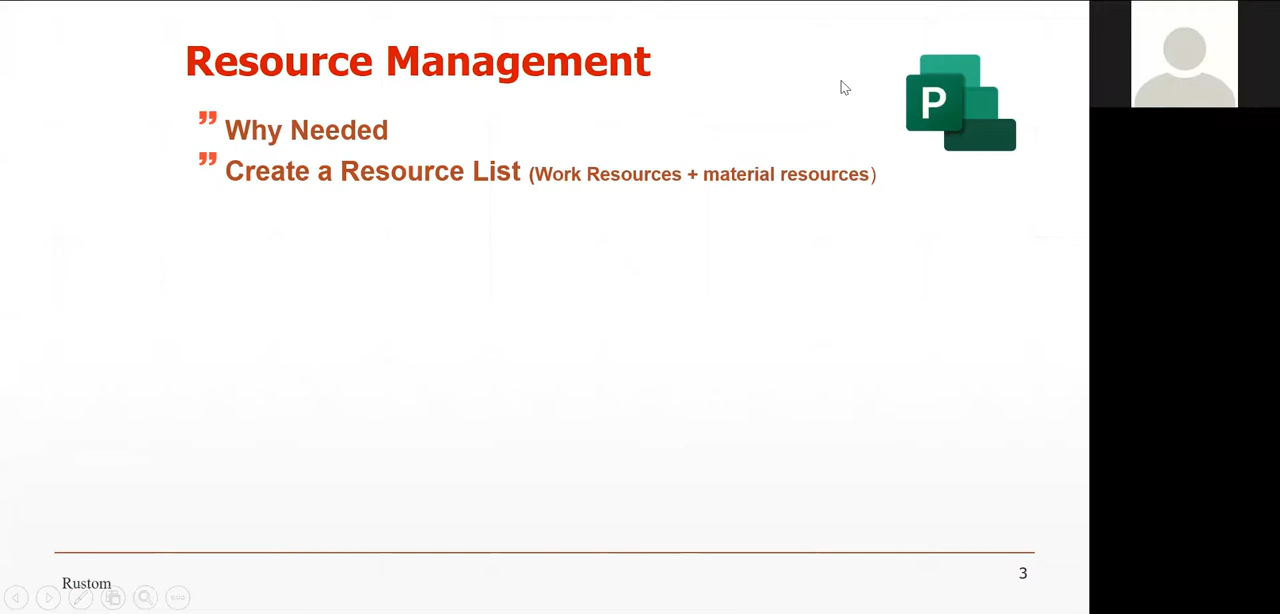 Resource Management
P
" Why Needed
" Create a Resource List (Work Resources + material resources)
Rustom
3